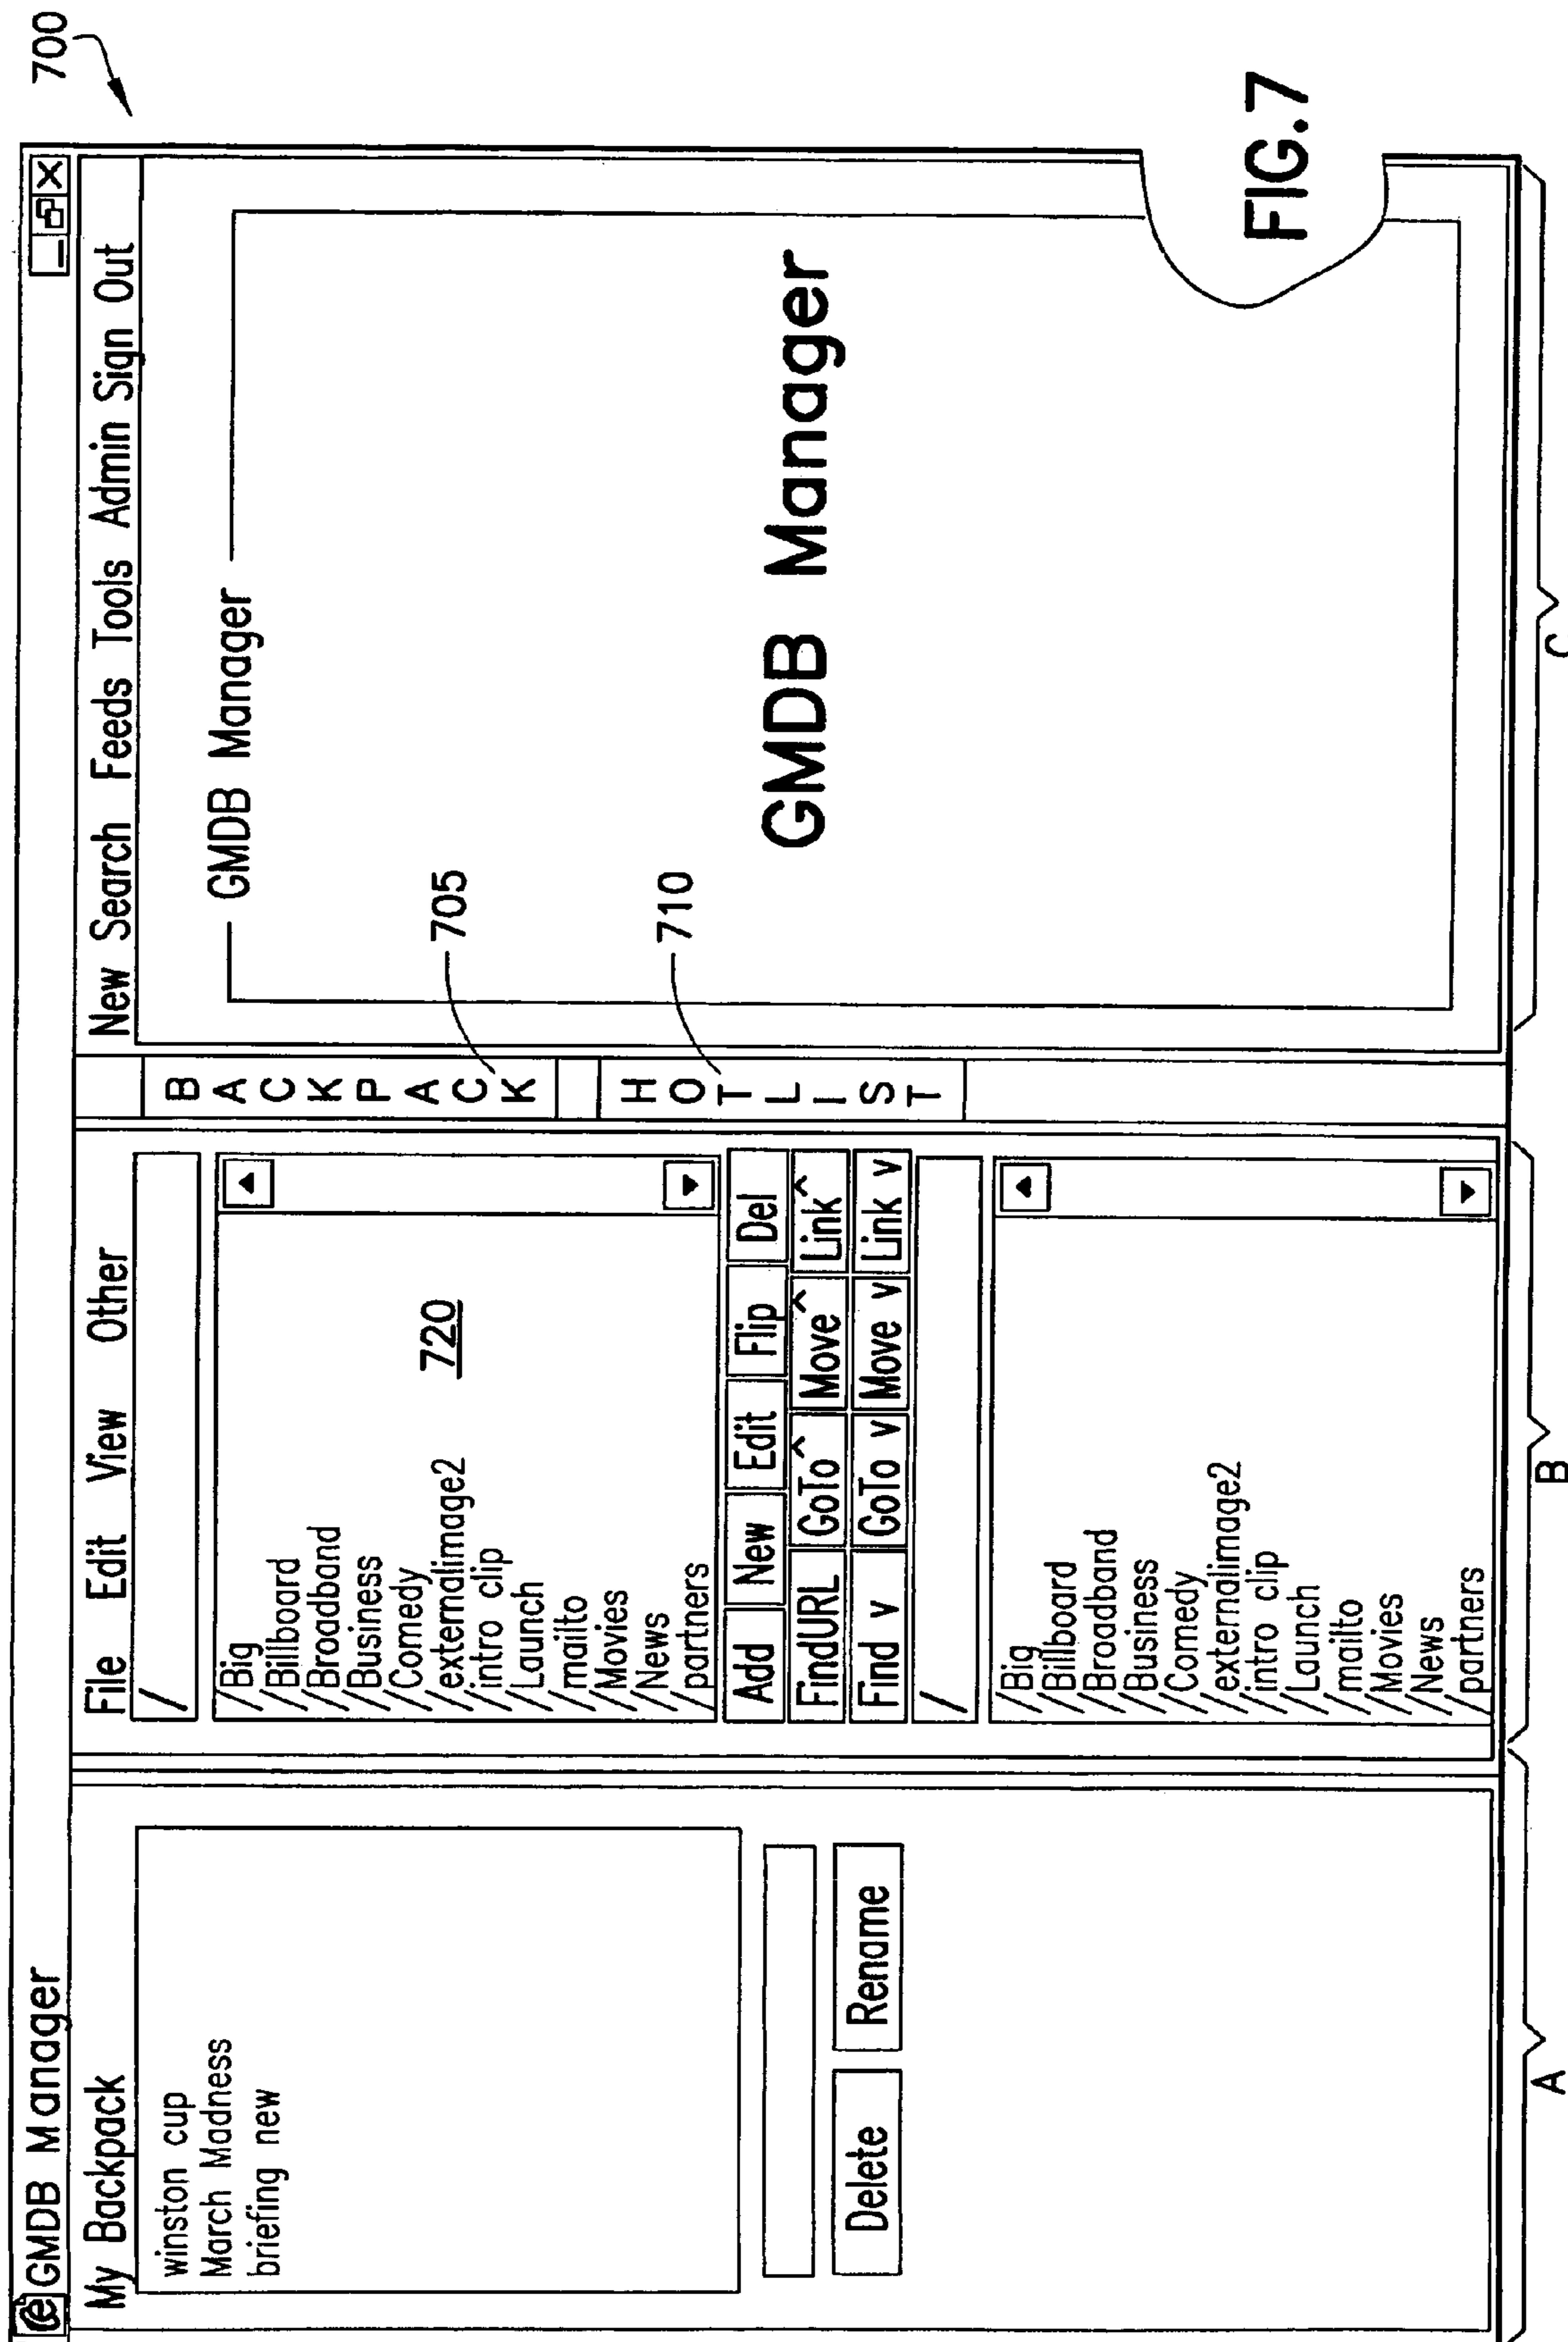 700
GMDB Manager
My Backpack
winston cup
March Madness
briefing new
Delete Rename
A
File Edit View Other
/
/Big
/Billboard
/Broadband
/Business
/Comedy
/externalimage2
/intro clip
/Launch
/mailto
/Movies
/News
/partners
720
Add New Edit Flip Del
FindURL GoTo^ Move^ Link^
Find v GoTo v Move v Link v
/
/Big
/Billboard
/Broadband
/Business
/Comedy
/externalimage2
/intro clip
/Launch
/mailto
/Movies
/News
/partners
B
BACKPACK
705
HOTLIST
710
New Search Feeds Tools Admin Sign Out
GMDB Manager
GMDB Manager
C
FIG.7